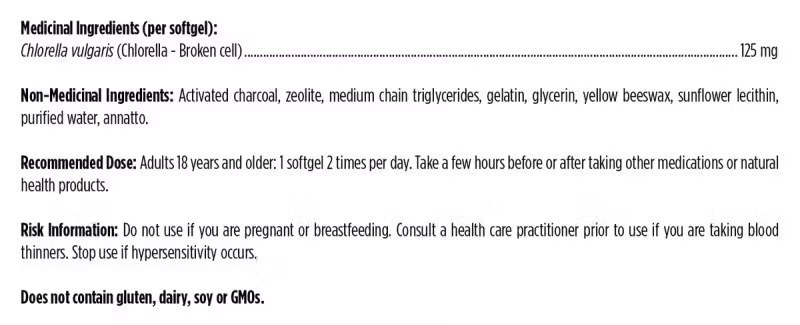 Medicinal Ingredients (per softgel):
Chlorella vulgaris (Chlorella - Broken cell)........................................................................................................................................................125 mg
Non-Medicinal Ingredients: Activated charcoal, zeolite, medium chain triglycerides, gelatin, glycerin, yellow beeswax, sunflower lecithin,
purified water, annatto.
Recommended Dose: Adults 18 years and older: 1 softgel 2 times per day. Take a few hours before or after taking other medications or natural
health products.
Risk Information: Do not use if you are pregnant or breastfeeding. Consult a health care practitioner prior to use if you are taking blood
thinners. Stop use if hypersensitivity occurs.
Does not contain gluten, dairy, soy or GMOs.